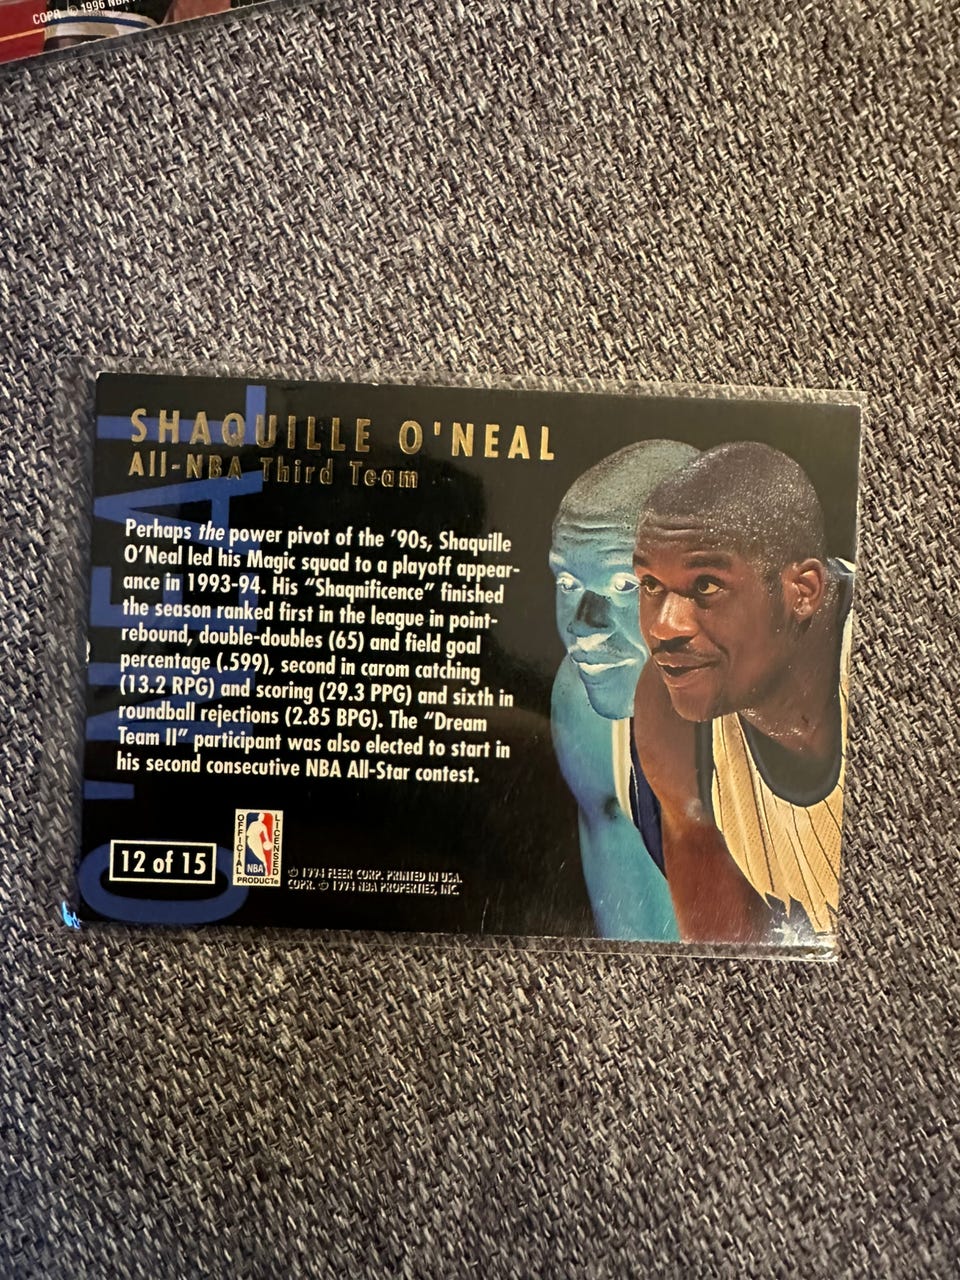 COPR. © 1996 NBA
SHAQUILLE O'NEAL
All-NBA Third Team
O'NEAL
Perhaps the power pivot of the '90s, Shaquille
O'Neal led his Magic squad to a playoff appear-
ance in 1993-94. His "Shaqnificence" finished
the season ranked first in the league in point-
rebound, double-doubles (65) and field goal
percentage (.599), second in carom catching
(13.2 RPG) and scoring (29.3 PPG) and sixth in
roundball rejections (2.85 BPG). The "Dream
Team II" participant was also elected to start in
his second consecutive NBA All-Star contest.
12 of 15
OFFICIAL
LICENSED
NBA
PRODUCT
© 1994 FLEER CORP. PRINTED IN USA.
COPR. © 1994 NBA PROPERTIES, INC.